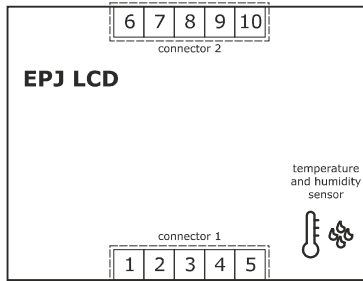 6 7 8 9 10
connector 2
EPJ LCD
temperature
and humidity
sensor
connector 1
1 2 3 4 5